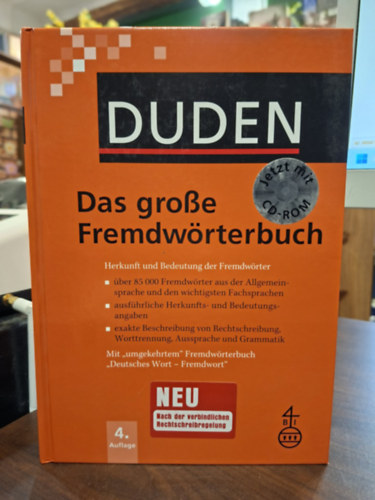 DUDEN
Jetzt mit
CD-ROM
Das große
Fremdwörterbuch
Herkunft und Bedeutung der Fremdwörter
über 85 000 Fremdwörter aus der Allgemein-
sprache und den wichtigsten Fachsprachen
ausführliche Herkunfts- und Bedeutungs-
angaben
exakte Beschreibung von Rechtschreibung,
Worttrennung, Aussprache und Grammatik
Mit „umgekehrtem” Fremdwörterbuch
„Deutsches Wort – Fremdwort”
NEU
Nach der verbindlichen
Rechtschreibregelung
4.
Auflage
4
B I